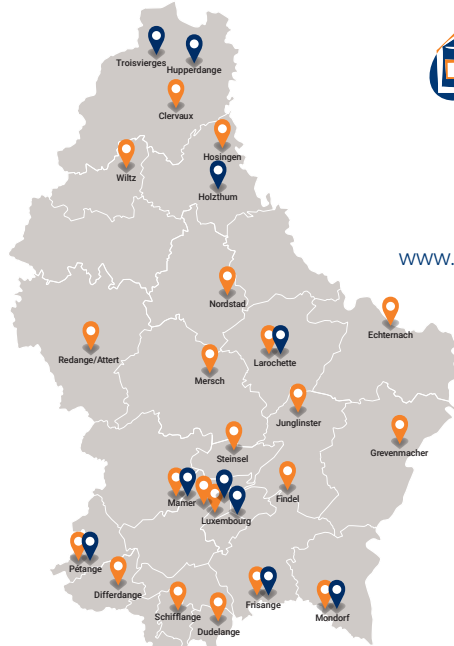 Troisvierges
Hupperdange
Clervaux
Hosingen
Wiltz
Holzthum
www.
Nordstad
Echternach
Redange/Attert
Larochette
Mersch
Junglinster
Steinsel
Grevenmacher
Mamer
Findel
Luxembourg
Pétange
Differdange
Schifflange
Frisange
Mondorf
Dudelange